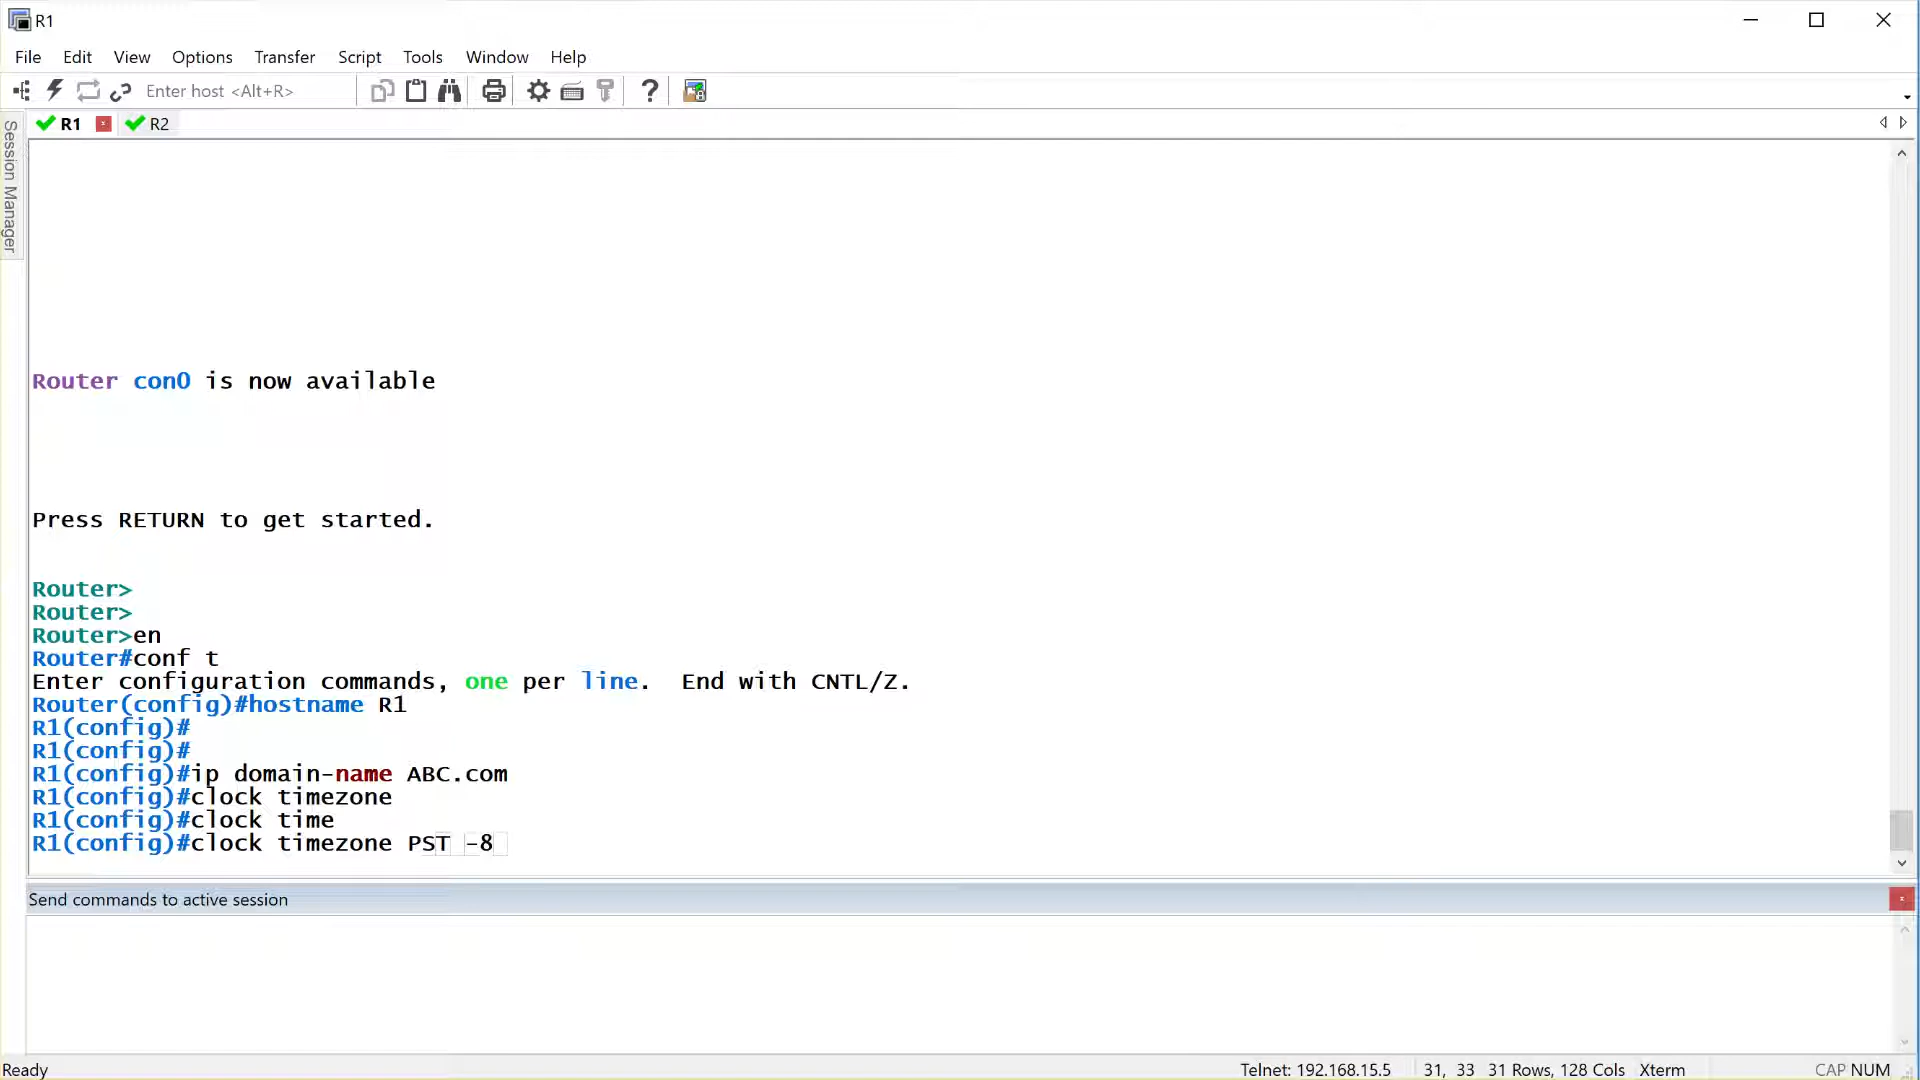 R1
File Edit View Options Transfer Script Tools Window Help
Enter host <Alt+R>
R1 R2
Session Manager
Router con0 is now available
Press RETURN to get started.
Router>
Router>
Router>en
Router#conf t
Enter configuration commands, one per line.  End with CNTL/Z.
Router(config)#hostname R1
R1(config)#
R1(config)#
R1(config)#ip domain-name ABC.com
R1(config)#clock timezone
R1(config)#clock time
R1(config)#clock timezone PST -8
Send commands to active session
Ready Telnet: 192.168.15.5 31, 33 31 Rows, 128 Cols Xterm CAP NUM